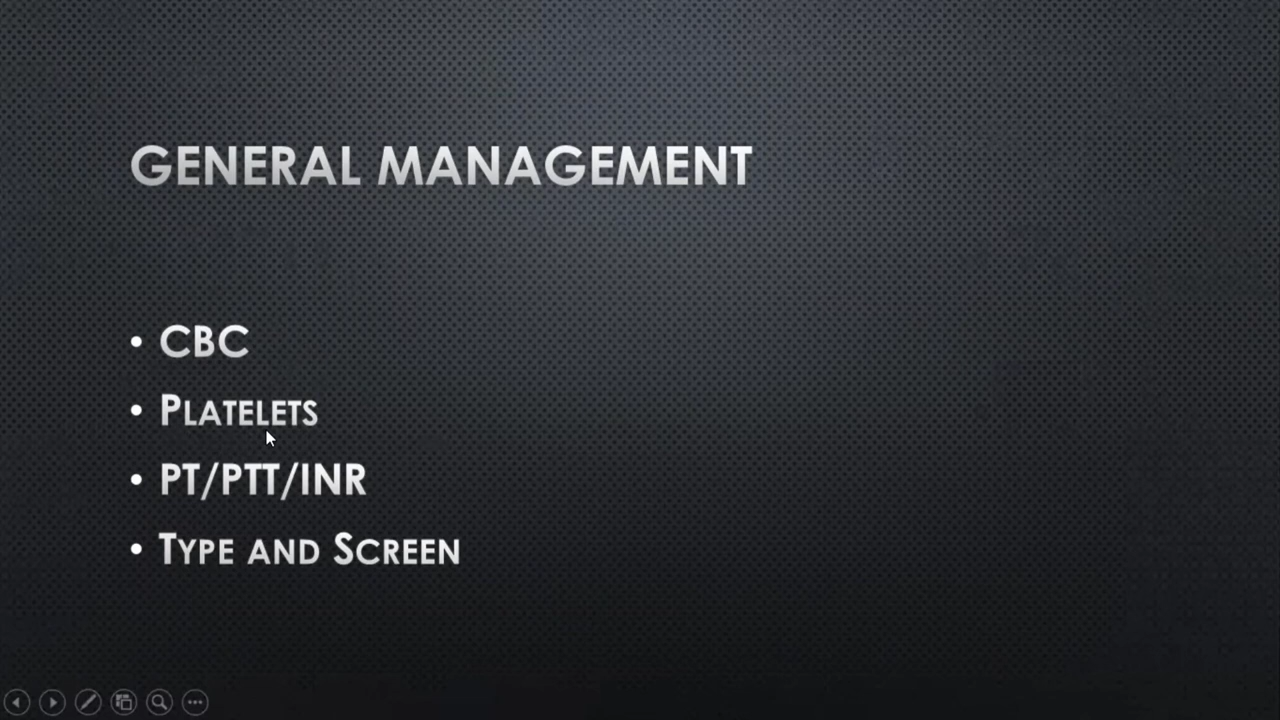 GENERAL MANAGEMENT
• CBC
• PLATELETS
• PT/PTT/INR
• TYPE AND SCREEN